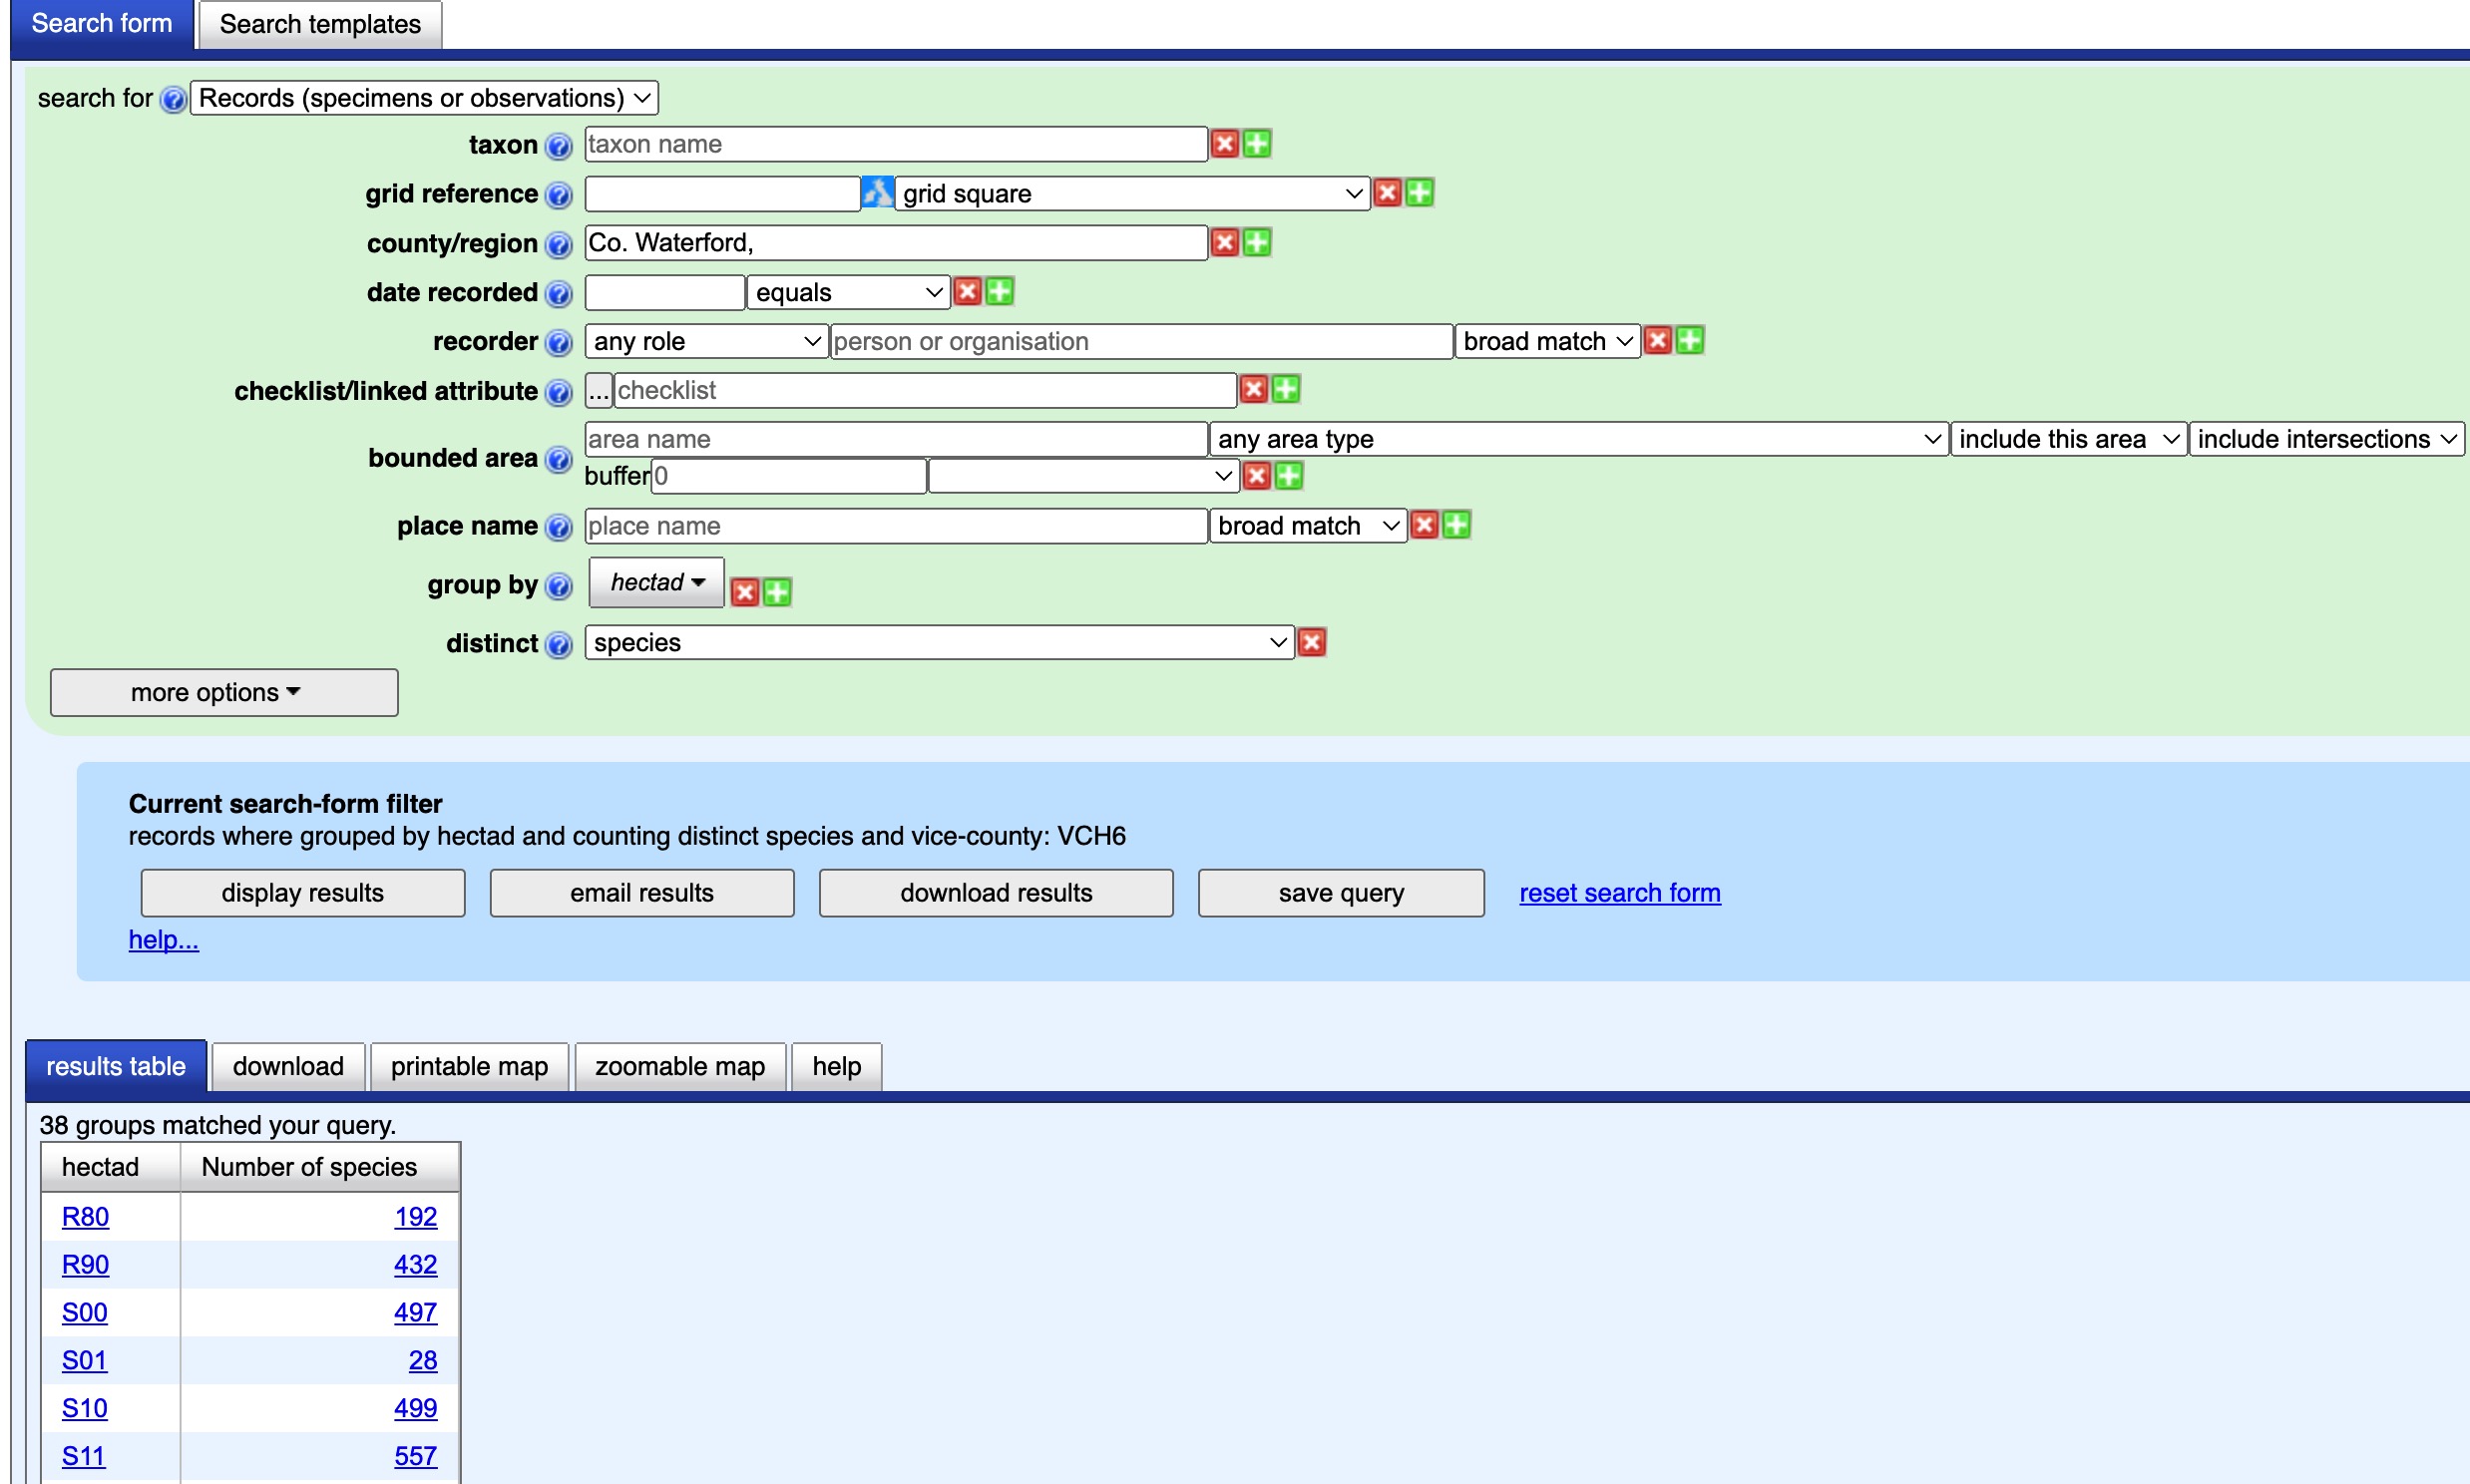 Search form Search templates
search for Records (specimens or observations)
taxon taxon name
grid reference grid square
county/region Co. Waterford,
date recorded equals
recorder any role person or organisation broad match
checklist/linked attribute ... checklist
bounded area area name any area type include this area include intersections
buffer 0
place name place name broad match
group by hectad
distinct species
more options
Current search-form filter
records where grouped by hectad and counting distinct species and vice-county: VCH6
display results email results download results save query reset search form
help...
results table download printable map zoomable map help
38 groups matched your query.
hectad Number of species
R80 192
R90 432
S00 497
S01 28
S10 499
S11 557